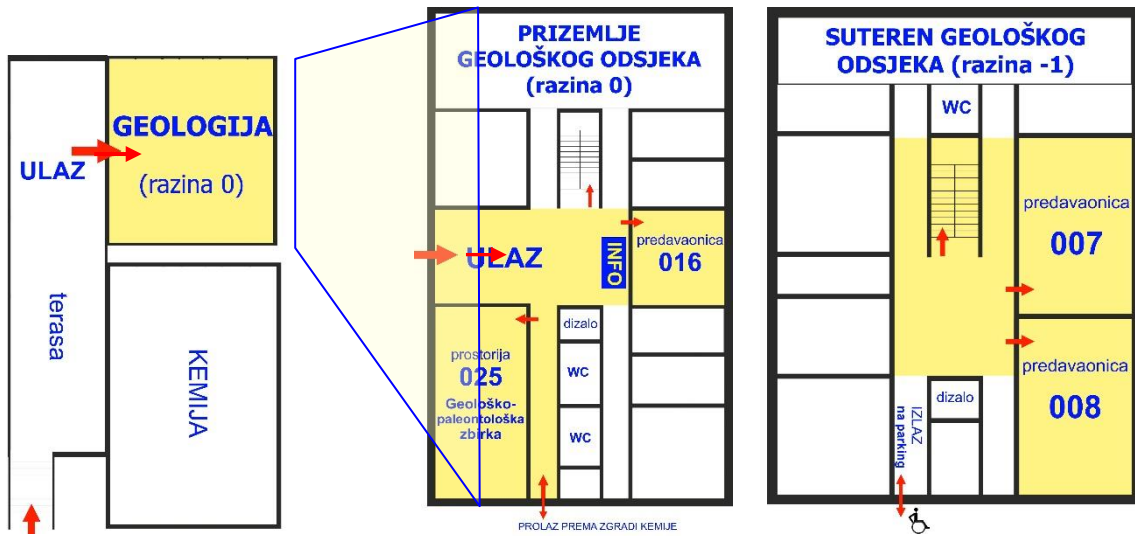 GEOLOGIJA
(razina 0)
ULAZ
terasa
KEMIJA
PRIZEMLJE
GEOLOŠKOG ODSJEKA
(razina 0)
ULAZ
INFO
predavaonica
016
dizalo
WC
WC
prostorija
025
Geološko-
paleontološka
zbirka
PROLAZ PREMA ZGRADI KEMIJE
SUTEREN GEOLOŠKOG
ODSJEKA (razina -1)
WC
predavaonica
007
predavaonica
008
dizalo
IZLAZ
na parking